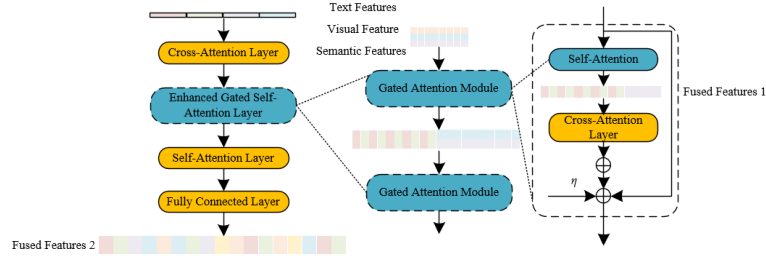 Text Features
Visual Feature
Semantic Features
Cross-Attention Layer
Enhanced Gated Self-
Attention Layer
Self-Attention Layer
Fully Connected Layer
Fused Features 2
Gated Attention Module
Gated Attention Module
Self-Attention
Fused Features 1
Cross-Attention
Layer
η